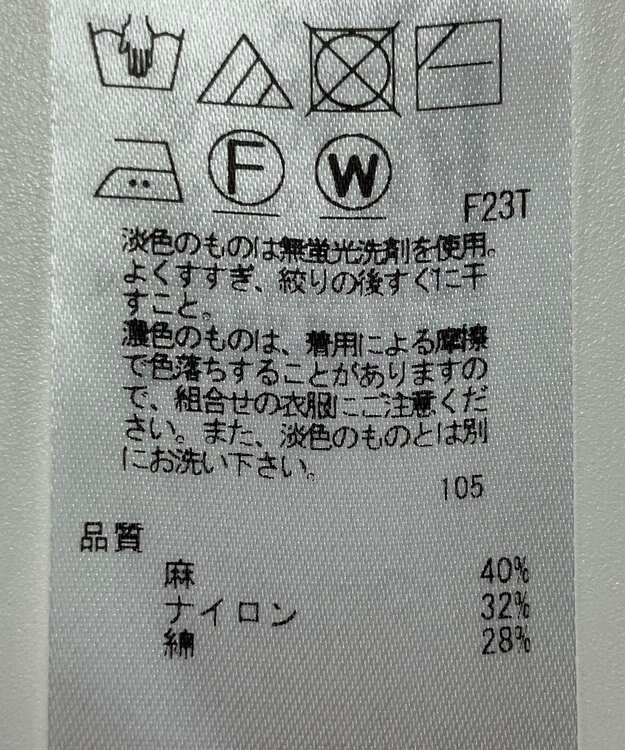 F W
F23T
淡色のものは無蛍光洗剤を使用。
よくすすぎ、絞りの後すぐに干
すこと。
濃色のものは、着用による摩擦
で色落ちすることがありますの
で、組合せの衣服にご注意くだ
さい。また、淡色のものとは別
にお洗い下さい。
105
品質
麻 40%
ナイロン 32%
綿 28%